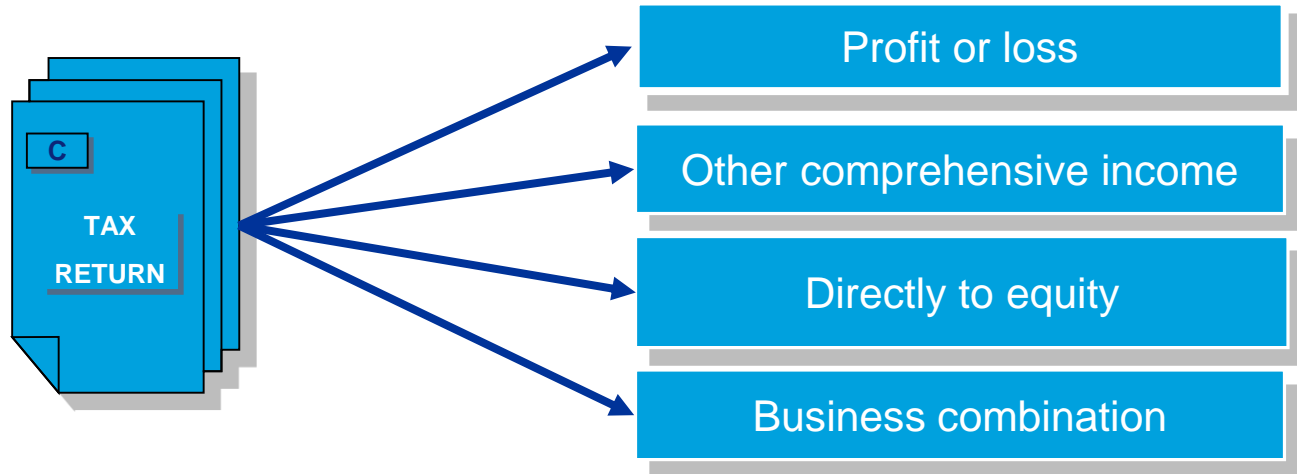 C
TAX
RETURN
Profit or loss
Other comprehensive income
Directly to equity
Business combination